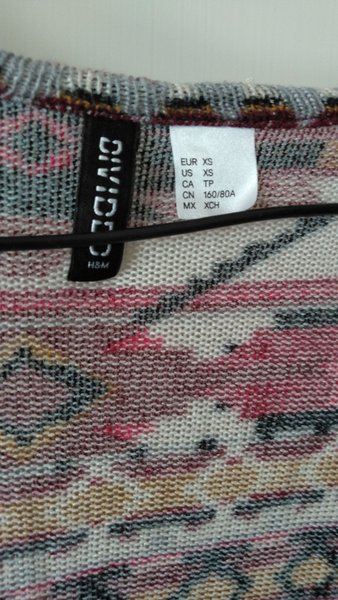 DIVIDED
H&M
EUR XS
US XS
CA TP
CN 160/80A
MX XCH